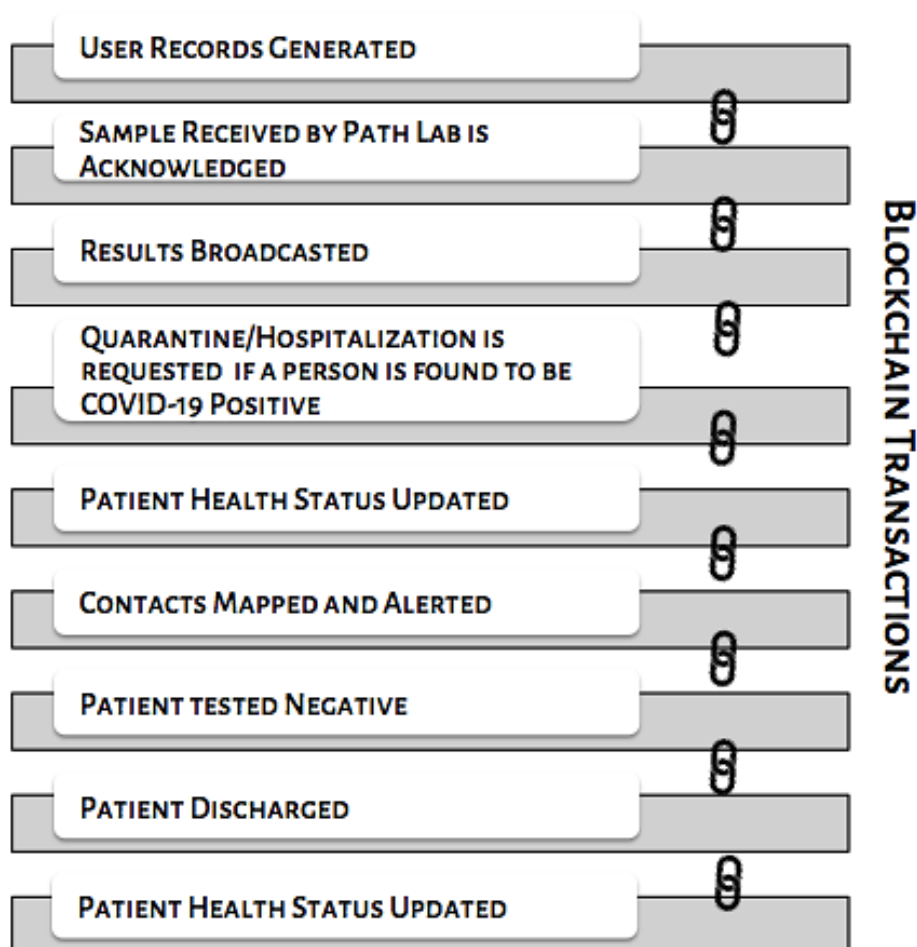 User Records Generated
Sample Received by Path Lab is
Acknowledged
Results Broadcasted
Quarantine/Hospitalization is
requested if a person is found to be
COVID-19 Positive
Patient Health Status Updated
Contacts Mapped and Alerted
Patient tested Negative
Patient Discharged
Patient Health Status Updated
Blockchain Transactions